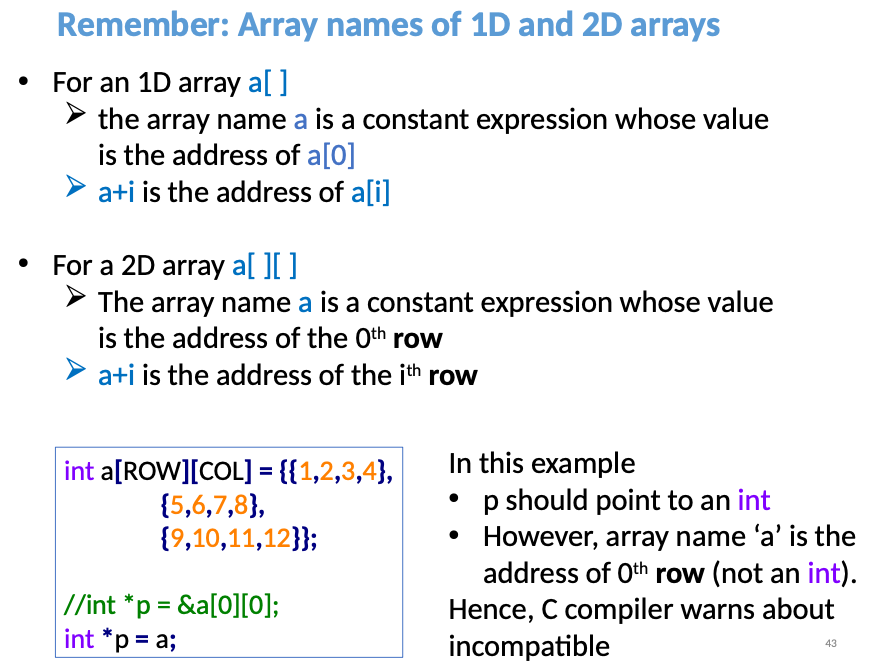 Remember: Array names of 1D and 2D arrays
• For an 1D array a[ ]
➢ the array name a is a constant expression whose value
is the address of a[0]
➢ a+i is the address of a[i]
• For a 2D array a[ ][ ]
➢ The array name a is a constant expression whose value
is the address of the 0th row
➢ a+i is the address of the ith row
int a[ROW][COL] = {{1,2,3,4},
{5,6,7,8},
{9,10,11,12}};
//int *p = &a[0][0];
int *p = a;
In this example
• p should point to an int
• However, array name ‘a’ is the
address of 0th row (not an int).
Hence, C compiler warns about
incompatible
43